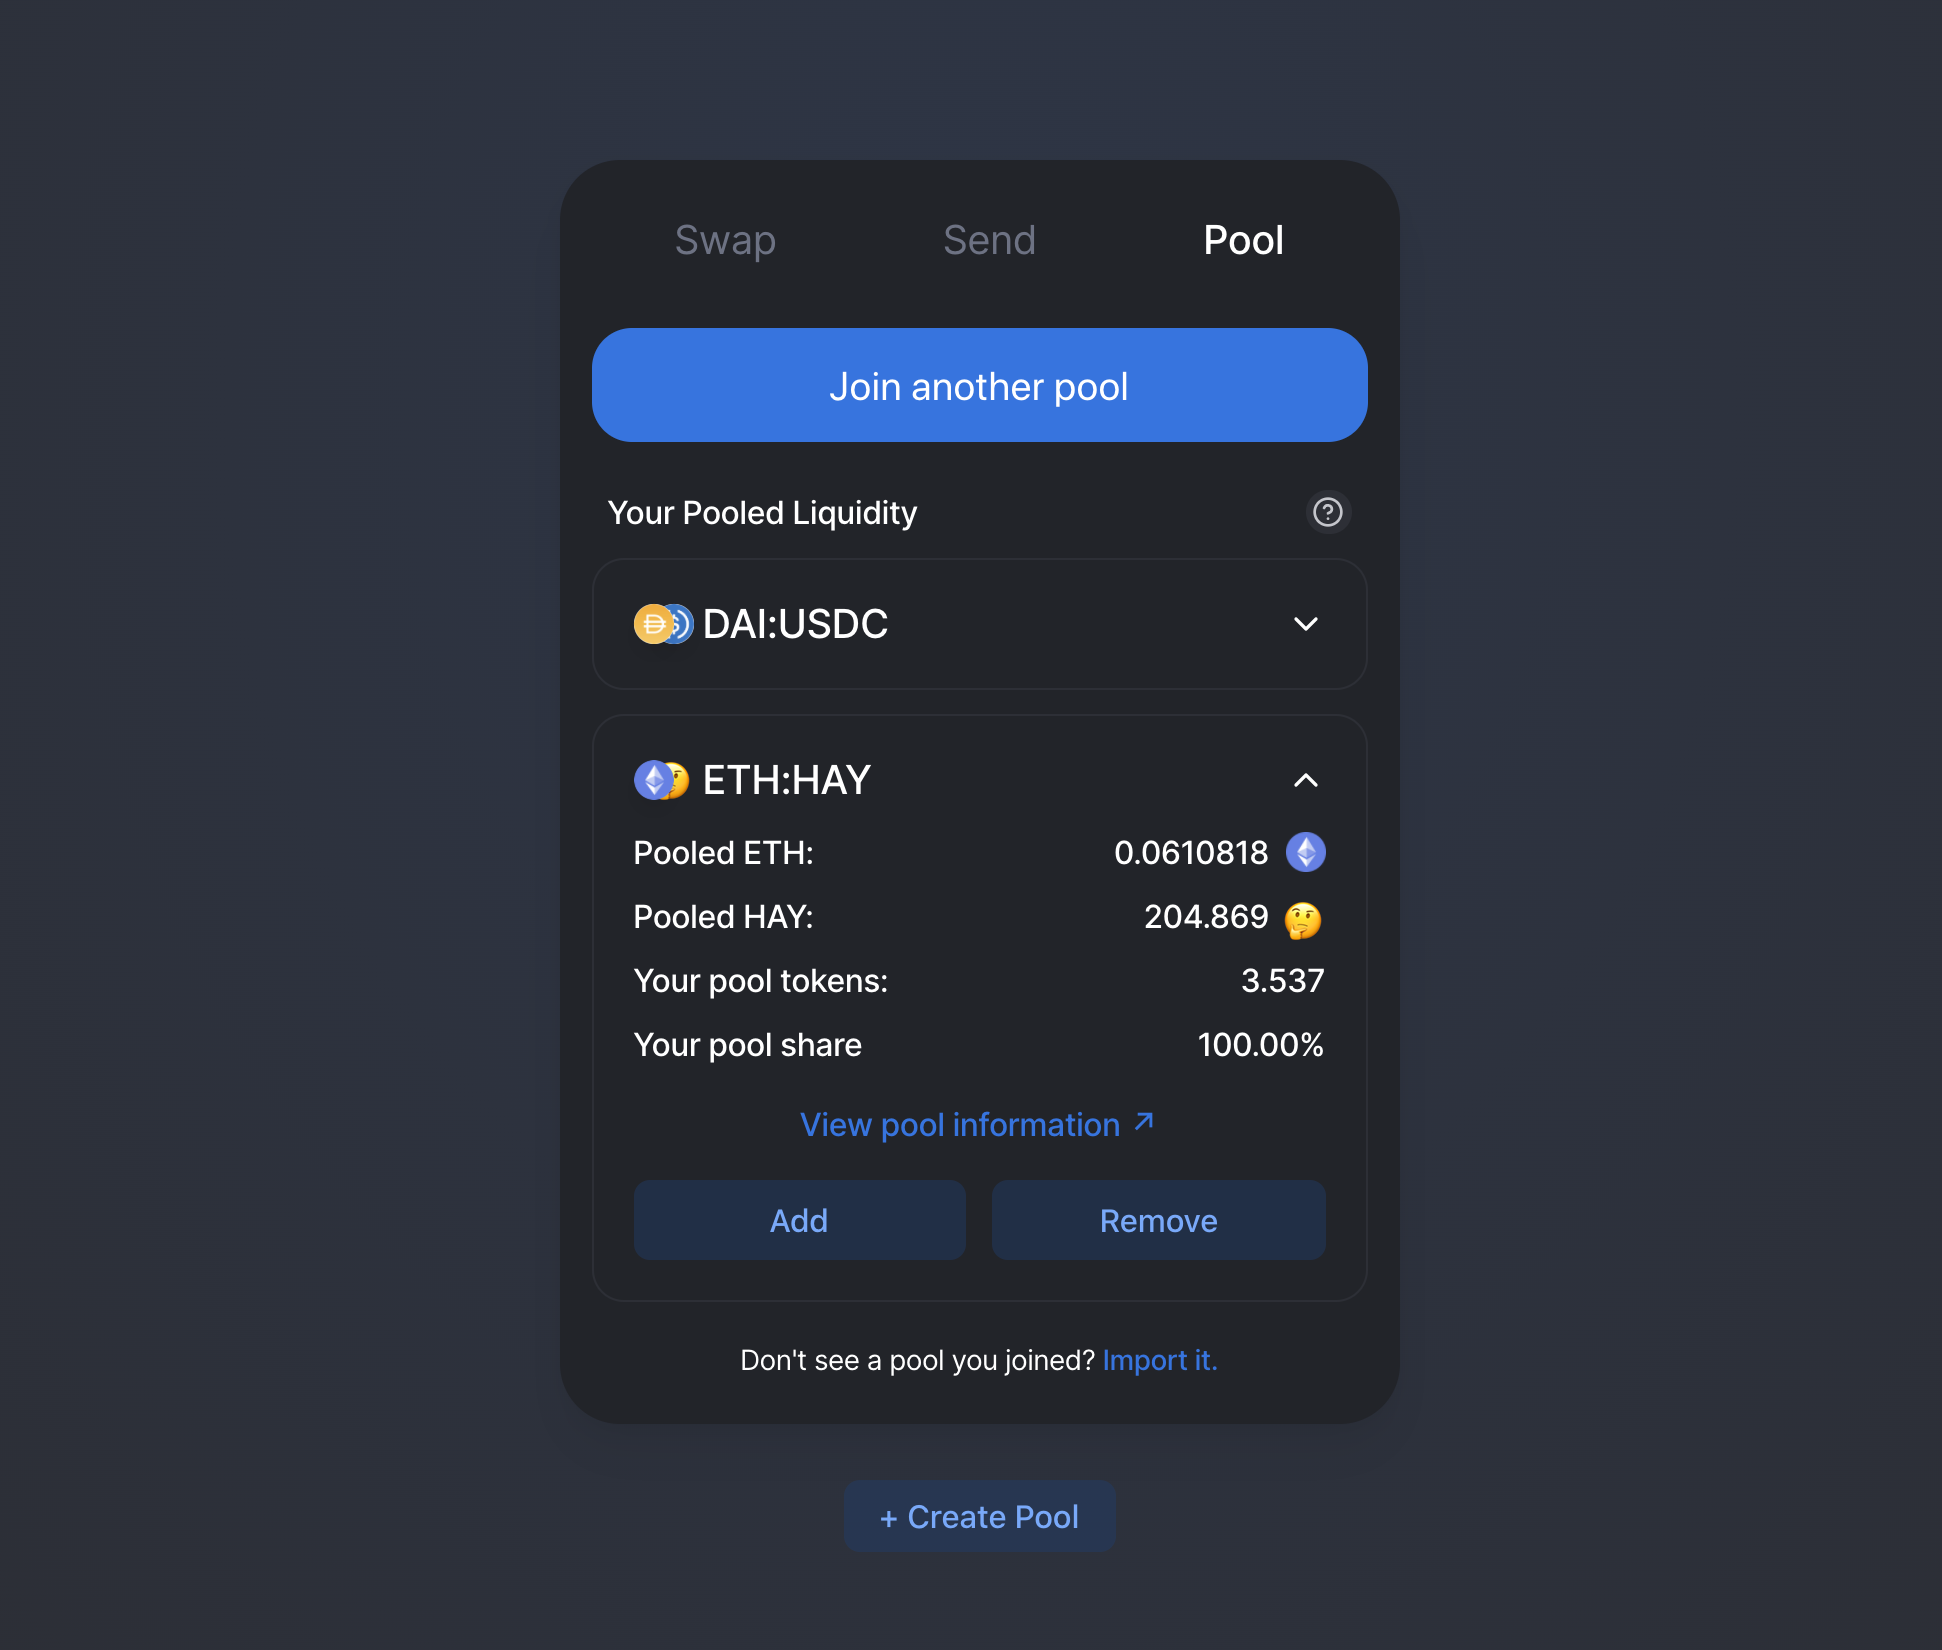 Swap Send Pool
Join another pool
Your Pooled Liquidity ?
DAI:USDC
ETH:HAY
Pooled ETH: 0.0610818
Pooled HAY: 204.869
Your pool tokens: 3.537
Your pool share 100.00%
View pool information ↗
Add Remove
Don't see a pool you joined? Import it.
+ Create Pool